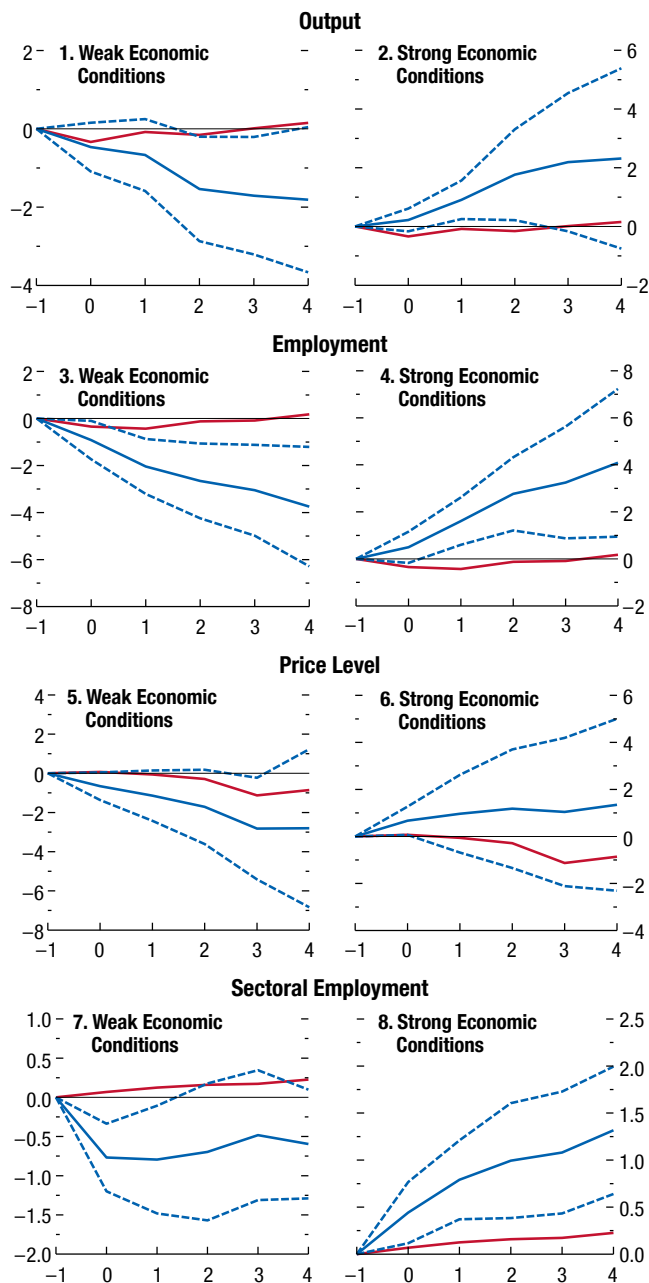 Output
1. Weak Economic
Conditions
2. Strong Economic
Conditions
2
0
−2
−4
6
4
2
0
−2
−1 0 1 2 3 4
−1 0 1 2 3 4
Employment
3. Weak Economic
Conditions
4. Strong Economic
Conditions
2
0
−2
−4
−6
−8
8
6
4
2
0
−2
−1 0 1 2 3 4
−1 0 1 2 3 4
Price Level
5. Weak Economic
Conditions
6. Strong Economic
Conditions
4
2
0
−2
−4
−6
−8
6
4
2
0
−2
−4
−1 0 1 2 3 4
−1 0 1 2 3 4
Sectoral Employment
7. Weak Economic
Conditions
8. Strong Economic
Conditions
1.0
0.5
0.0
−0.5
−1.0
−1.5
−2.0
2.5
2.0
1.5
1.0
0.5
0.0
−1 0 1 2 3 4
−1 0 1 2 3 4